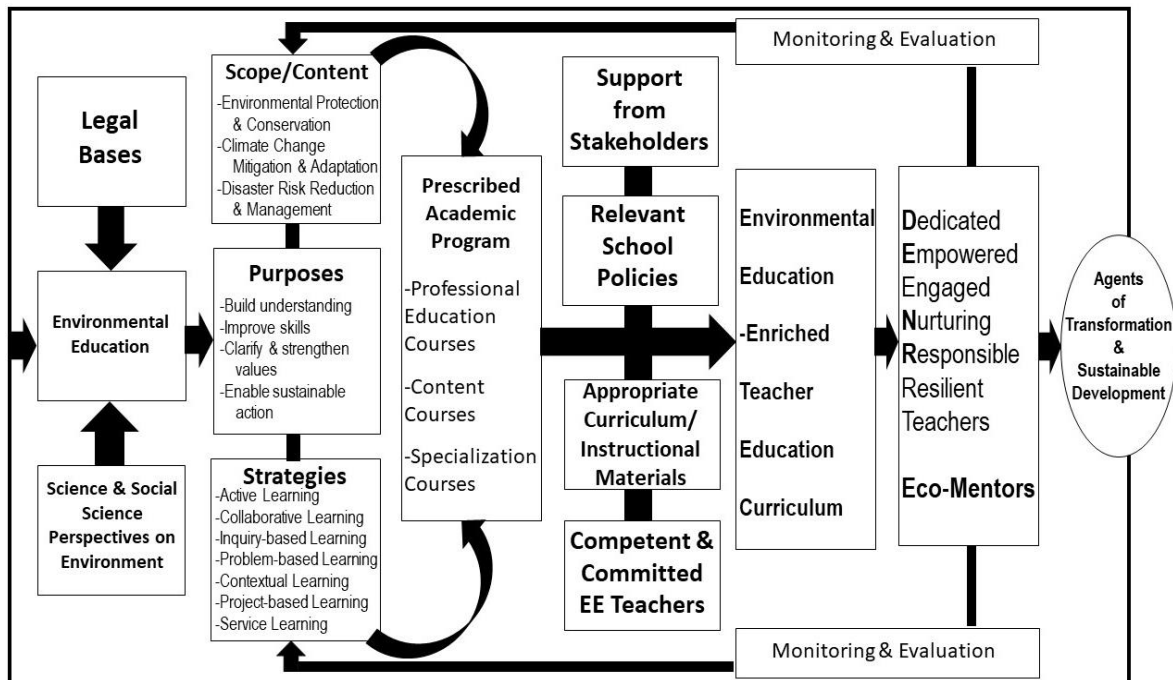 Monitoring & Evaluation
Legal
Bases
Environmental
Education
Science & Social
Science
Perspectives on
Environment
Scope/Content
-Environmental Protection
& Conservation
-Climate Change
Mitigation & Adaptation
-Disaster Risk Reduction
& Management
Purposes
-Build understanding
-Improve skills
-Clarify & strengthen
values
-Enable sustainable
action
Strategies
-Active Learning
-Collaborative Learning
-Inquiry-based Learning
-Problem-based Learning
-Contextual Learning
-Project-based Learning
-Service Learning
Prescribed
Academic
Program
-Professional
Education
Courses
-Content
Courses
-Specialization
Courses
Support
from
Stakeholders
Relevant
School
Policies
Appropriate
Curriculum/
Instructional
Materials
Competent &
Committed
EE Teachers
Environmental
Education
-Enriched
Teacher
Education
Curriculum
Dedicated
Empowered
Engaged
Nurturing
Responsible
Resilient
Teachers
Eco-Mentors
Agents
of
Transformation
&
Sustainable
Development
Monitoring & Evaluation